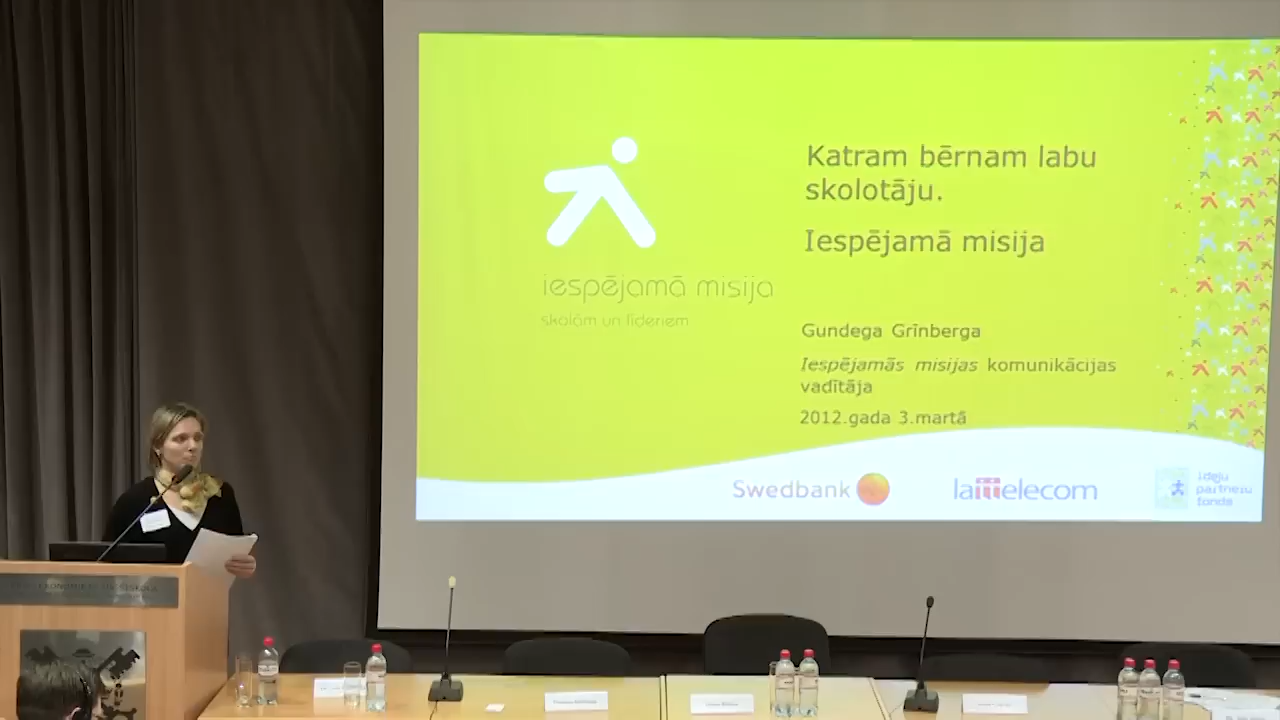 Katram bērnam labu
skolotāju.
Iespējamā misija
iespējamā misija
skolām un līderiem
Gundega Grīnberga
Iespējamās misijas komunikācijas
vadītāja
2012.gada 3.martā
Swedbank
lattelecom
ideju
partneru
fonds